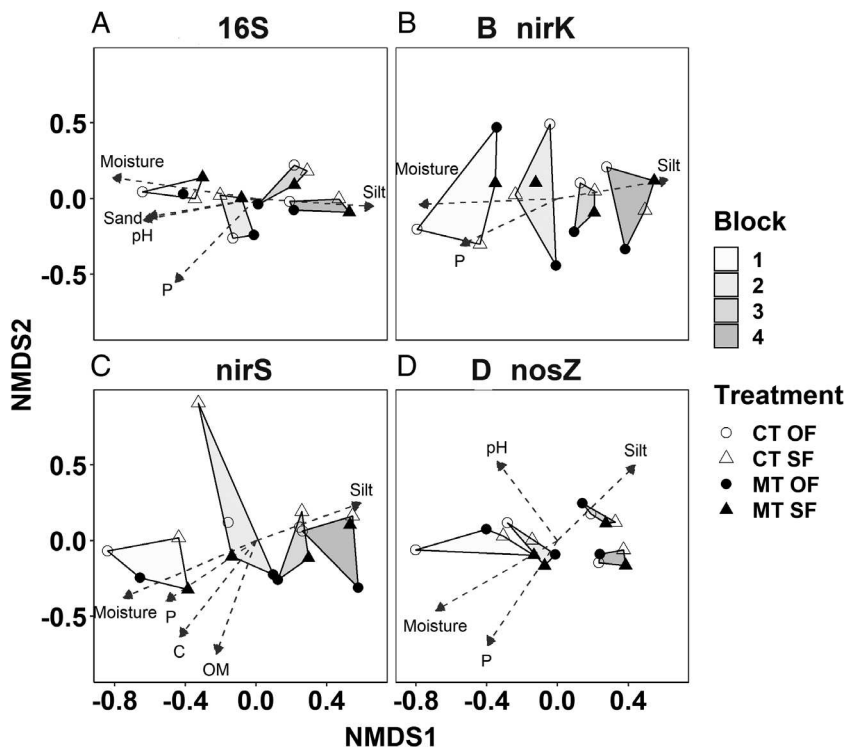 A 16S
B B nirK
0.5
0.0
-0.5
Moisture
Sand
pH
P
Silt
Moisture
P
Silt
C nirS
D D nosZ
0.5
0.0
-0.5
Silt
Moisture
P
C
OM
pH
Silt
Moisture
P
-0.8 -0.4 0.0 0.4
-0.8 -0.4 0.0 0.4
NMDS2
NMDS1
Block
1
2
3
4
Treatment
CT OF
CT SF
MT OF
MT SF